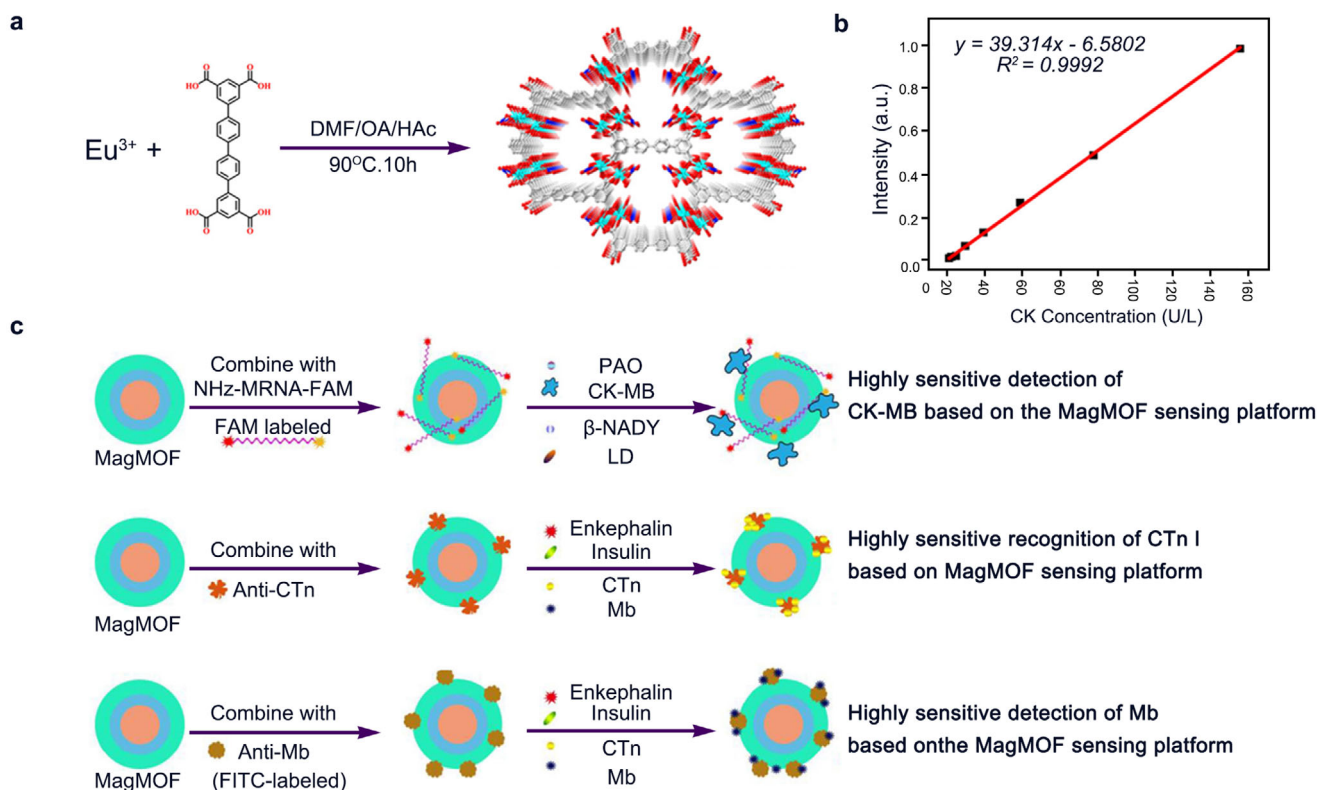 a
Eu³⁺ +
HO
O
O
OH
HO
O
O
OH
DMF/OA/HAc
90°C.10h
b
y = 39.314x - 6.5802
R² = 0.9992
Intensity (a.u.)
1.0
0.8
0.6
0.4
0.2
0.0
0 20 40 60 80 100 120 140 160
CK Concentration (U/L)
c
MagMOF
Combine with
NHz-MRNA-FAM
FAM labeled
PAO
CK-MB
β-NADY
LD
Highly sensitive detection of
CK-MB based on the MagMOF sensing platform
MagMOF
Combine with
Anti-CTn
Enkephalin
Insulin
CTn
Mb
Highly sensitive recognition of CTn I
based on MagMOF sensing platform
MagMOF
Combine with
Anti-Mb
(FITC-labeled)
Enkephalin
Insulin
CTn
Mb
Highly sensitive detection of Mb
based onthe MagMOF sensing platform